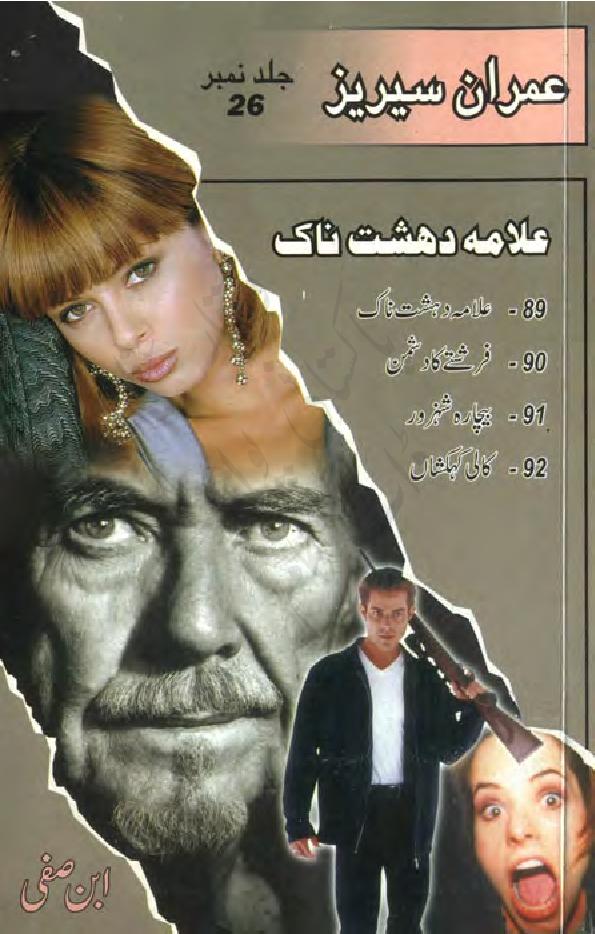 عمران سیریز
جلد نمبر
26
علامہ دهشت ناک
89 - علامہ دہشت ناک
90 - فرشتے کا دشمن
91 - بیچارہ شہزور
92 - کالی کہکشاں
ابن صفی